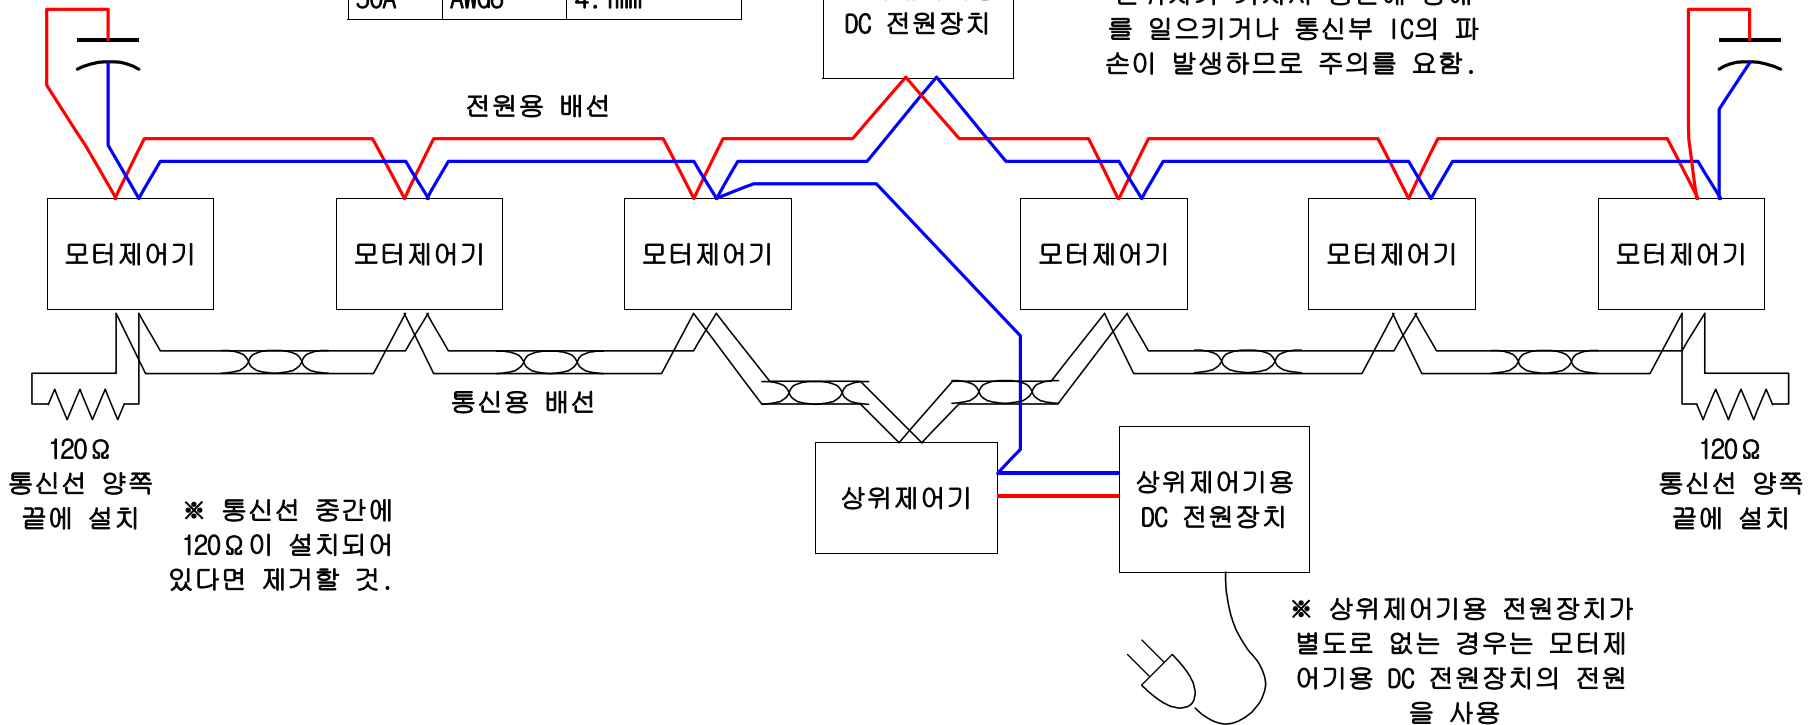 DC 전원장치
를 일으키거나 통신부 IC의 파
손이 발생하므로 주의를 요함.
전원용 배선
모터제어기
모터제어기
모터제어기
모터제어기
모터제어기
모터제어기
통신용 배선
120Ω
통신선 양쪽
끝에 설치
※ 통신선 중간에
120Ω이 설치되어
있다면 제거할 것.
상위제어기
상위제어기용
DC 전원장치
120Ω
통신선 양쪽
끝에 설치
※ 상위제어기용 전원장치가
별도로 없는 경우는 모터제
어기용 DC 전원장치의 전원
을 사용